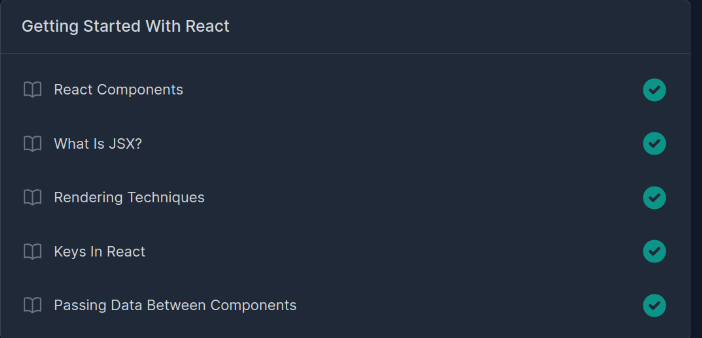 Getting Started With React
React Components
What Is JSX?
Rendering Techniques
Keys In React
Passing Data Between Components